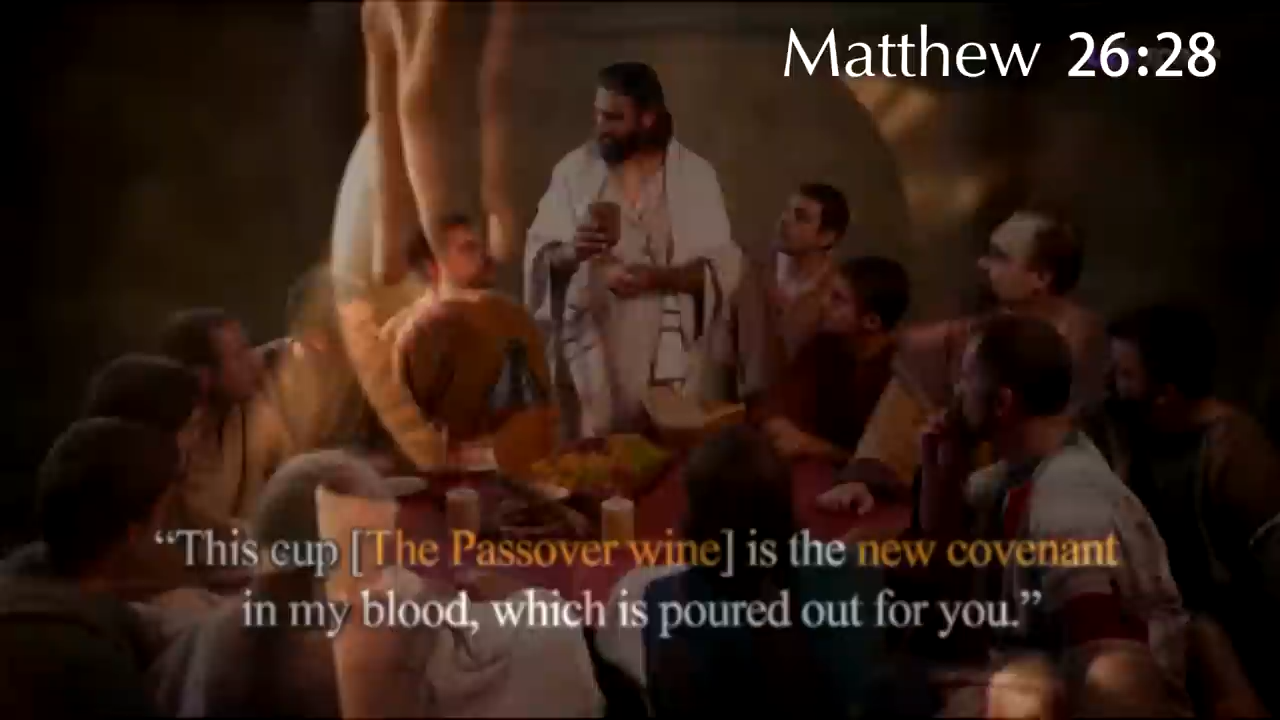 Matthew 26:28
“This cup [The Passover wine] is the new covenant
in my blood, which is poured out for you.”